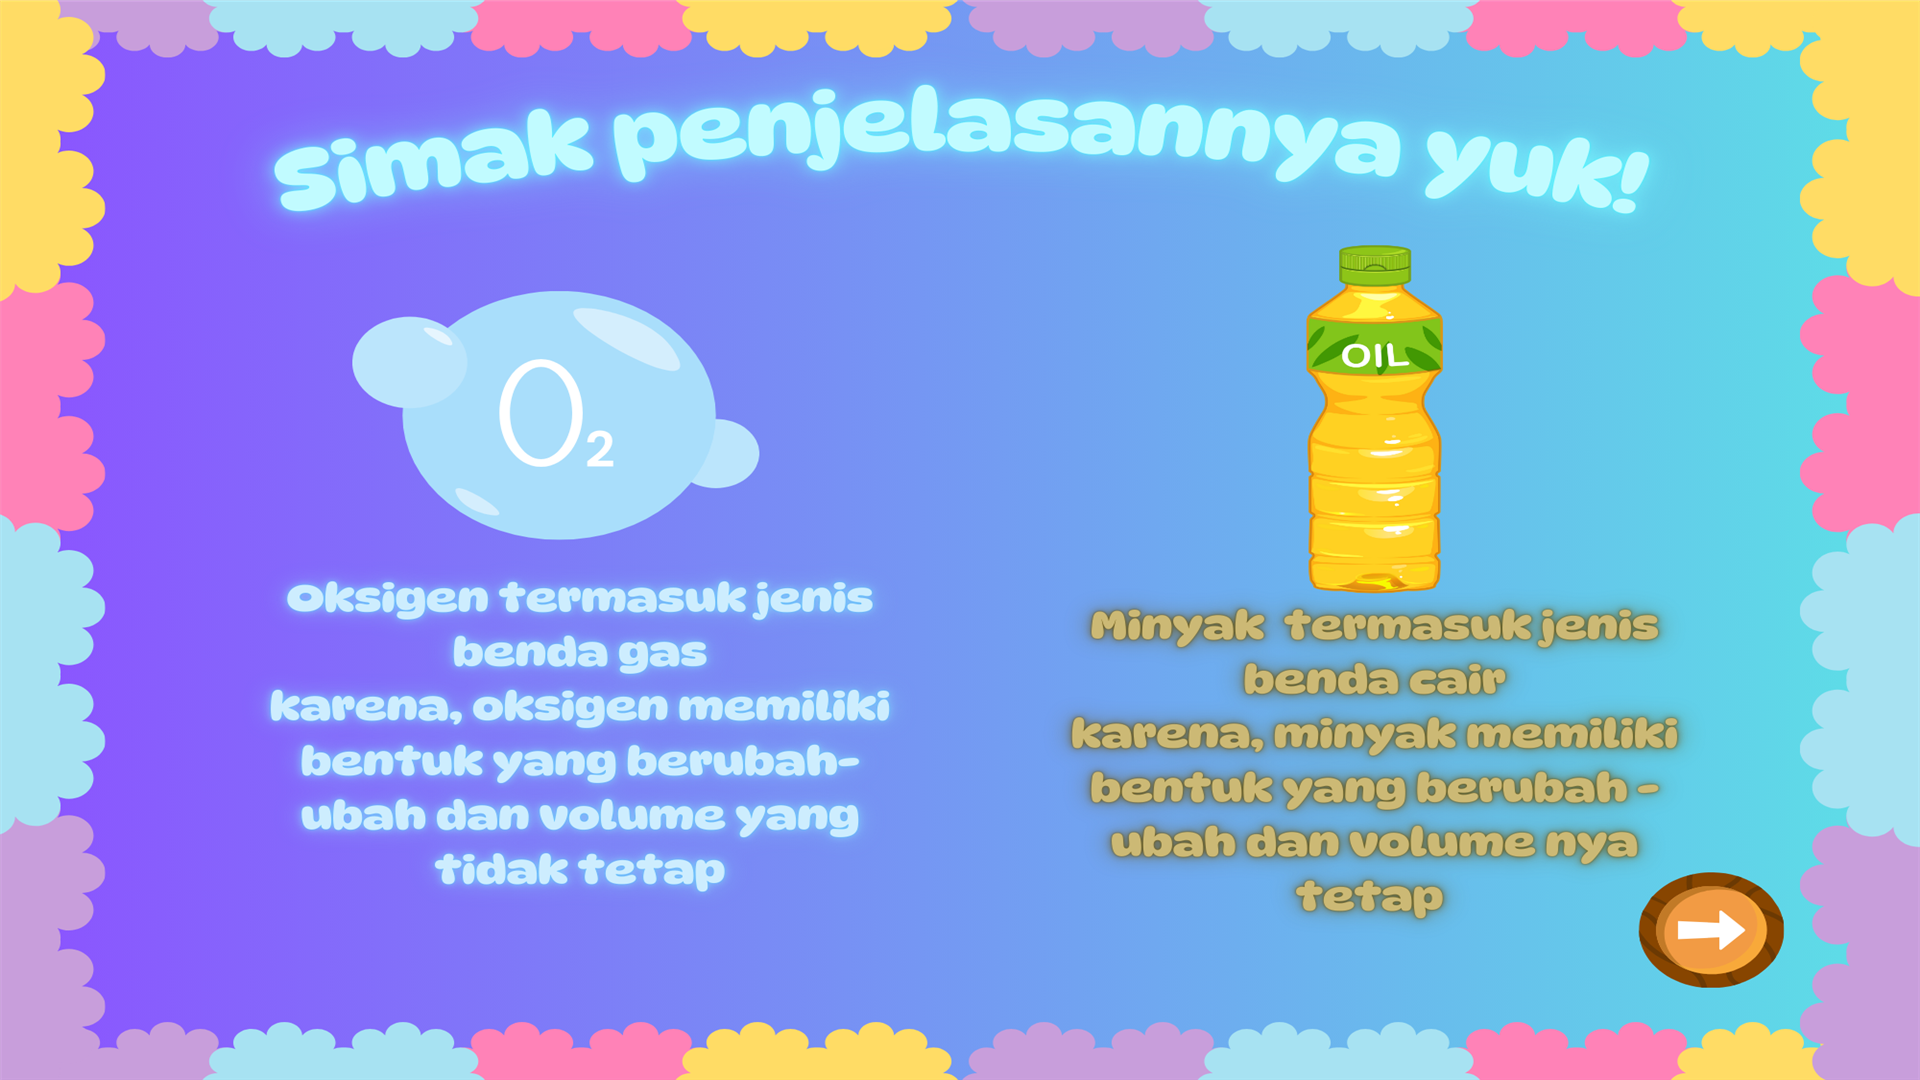 Simak penjelasannya yuk!
O2
Oksigen termasuk jenis
benda gas
karena, oksigen memiliki
bentuk yang berubah-
ubah dan volume yang
tidak tetap
OIL
Minyak  termasuk jenis
benda cair
karena, minyak memiliki
bentuk yang berubah -
ubah dan volume nya
tetap